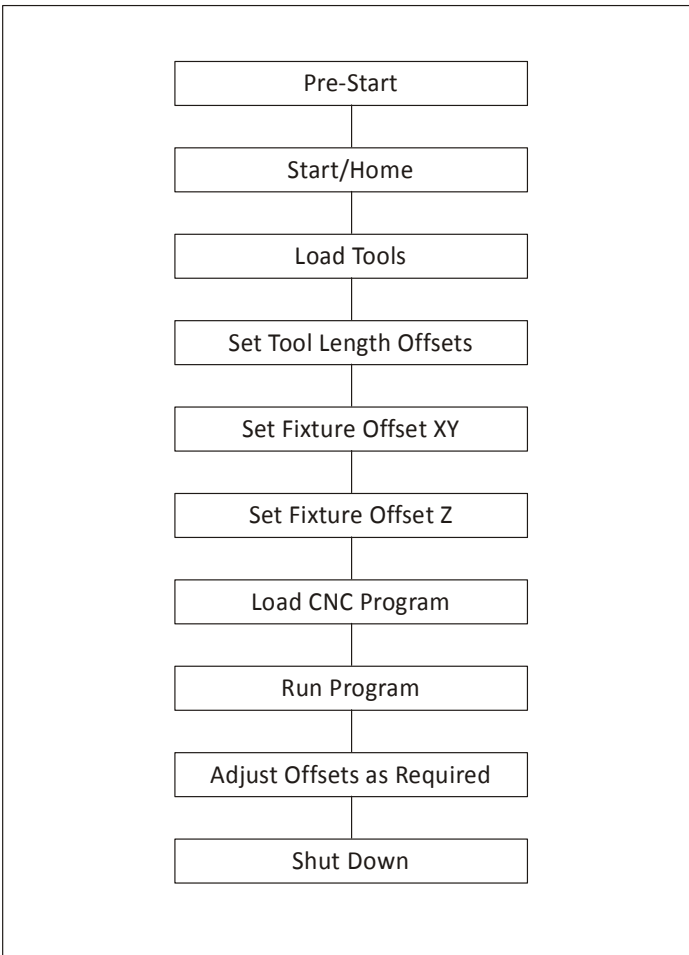 Pre-Start
Start/Home
Load Tools
Set Tool Length Offsets
Set Fixture Offset XY
Set Fixture Offset Z
Load CNC Program
Run Program
Adjust Offsets as Required
Shut Down